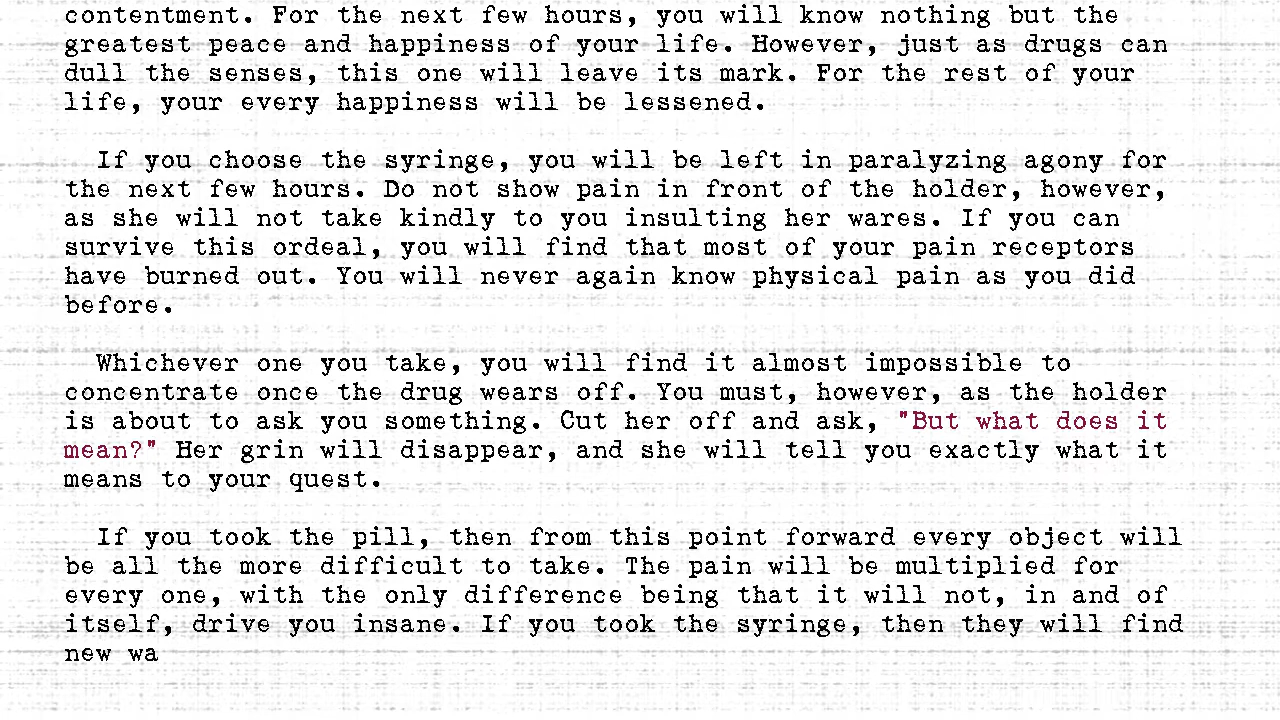 contentment. For the next few hours, you will know nothing but the
greatest peace and happiness of your life. However, just as drugs can
dull the senses, this one will leave its mark. For the rest of your
life, your every happiness will be lessened.
If you choose the syringe, you will be left in paralyzing agony for
the next few hours. Do not show pain in front of the holder, however,
as she will not take kindly to you insulting her wares. If you can
survive this ordeal, you will find that most of your pain receptors
have burned out. You will never again know physical pain as you did
before.
Whichever one you take, you will find it almost impossible to
concentrate once the drug wears off. You must, however, as the holder
is about to ask you something. Cut her off and ask, "But what does it
mean?" Her grin will disappear, and she will tell you exactly what it
means to your quest.
If you took the pill, then from this point forward every object will
be all the more difficult to take. The pain will be multiplied for
every one, with the only difference being that it will not, in and of
itself, drive you insane. If you took the syringe, then they will find
new wa